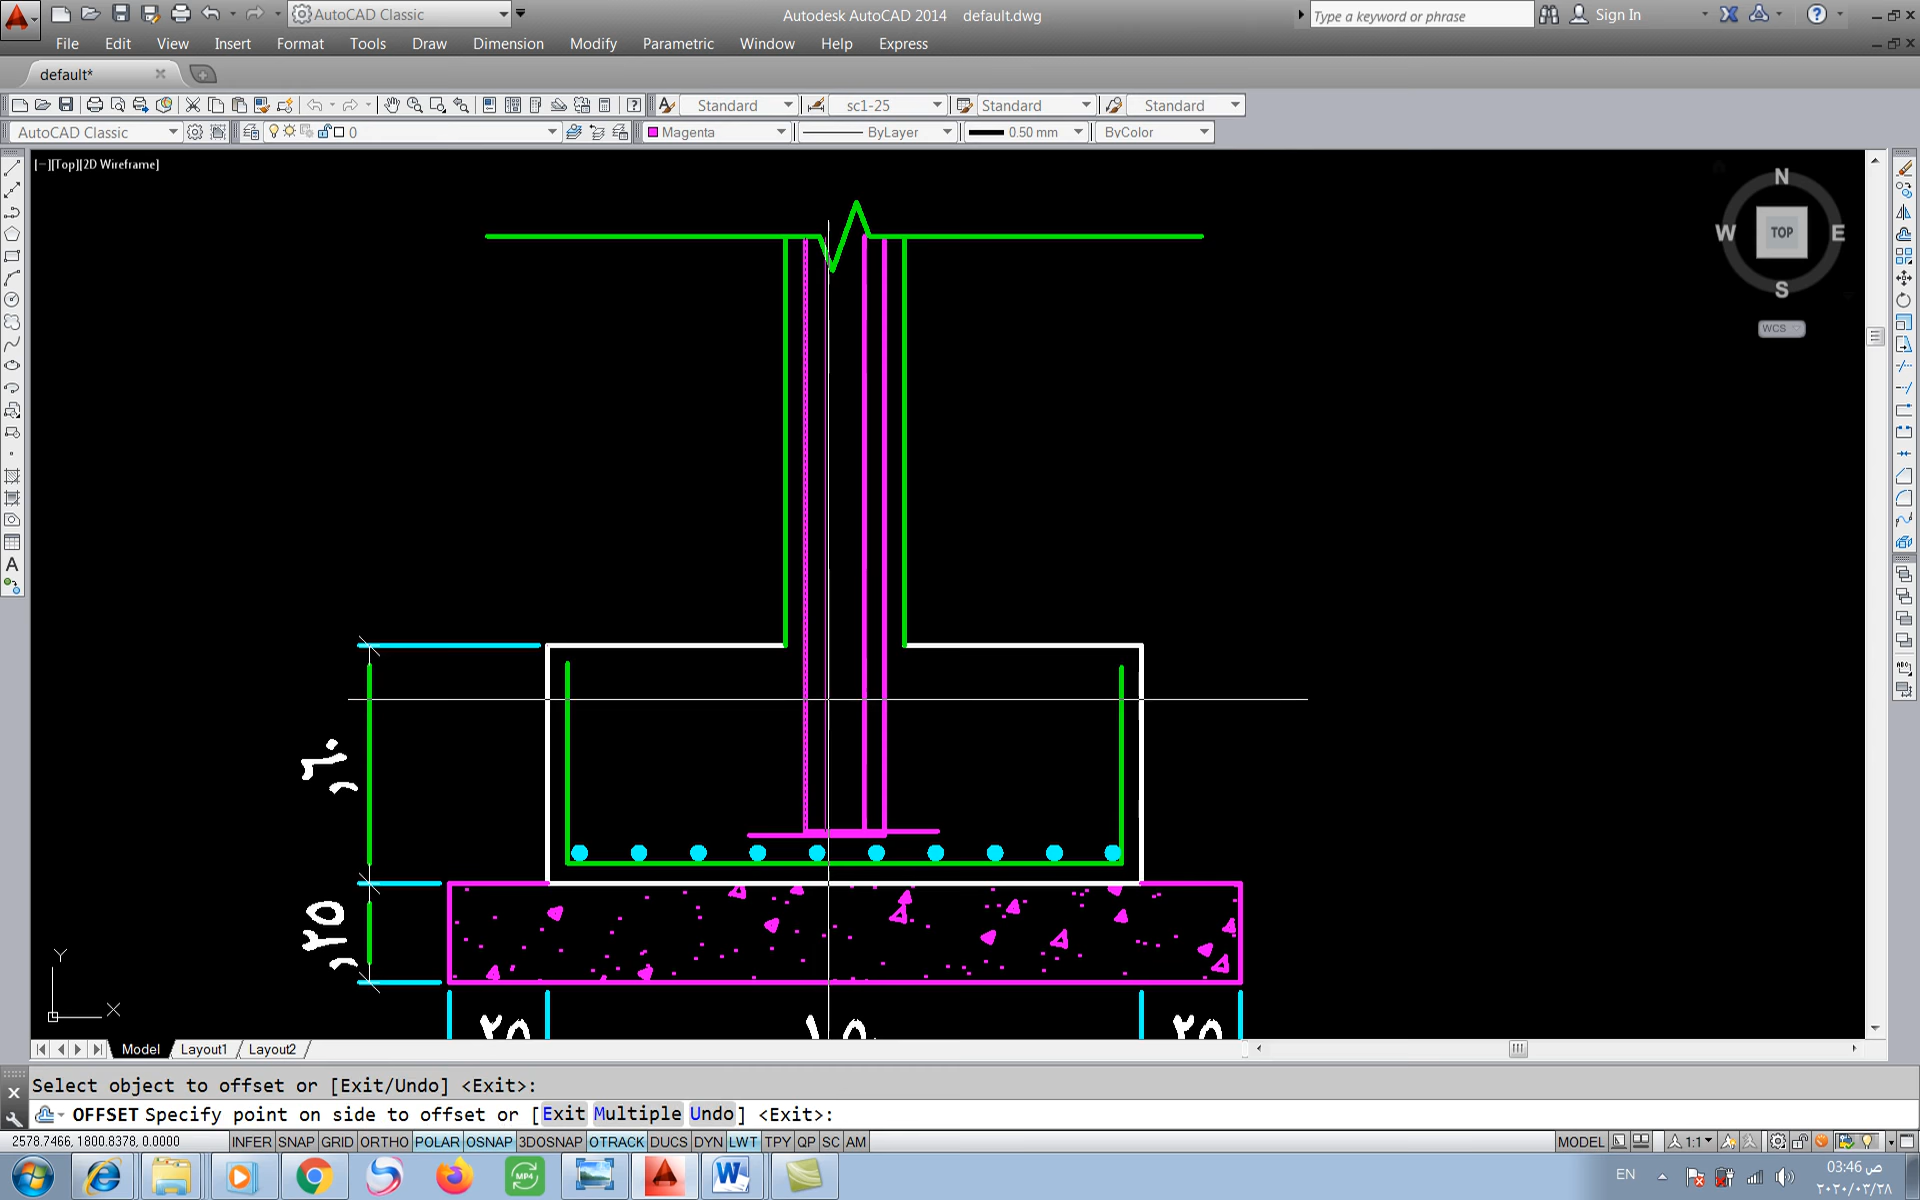 AutoCAD Classic
Autodesk AutoCAD 2014 default.dwg
Type a keyword or phrase
Sign In
File Edit View Insert Format Tools Draw Dimension Modify Parametric Window Help Express
default*
Standard sc1-25 Standard Standard
AutoCAD Classic 0 Magenta ByLayer 0.50 mm ByColor
[−][Top][2D Wireframe]
N
W TOP E
S
WCS
٦٠,
٢٥,
Y
X
٢٥ ١٥٠ ٢٥
Model Layout1 Layout2
Select object to offset or [Exit/Undo] <Exit>:
OFFSET Specify point on side to offset or [Exit Multiple Undo] <Exit>:
2578.7466, 1800.8378, 0.0000 INFER SNAP GRID ORTHO POLAR OSNAP 3DOSNAP OTRACK DUCS DYN LWT TPY QP SC AM MODEL 1:1
MP4
EN
03:46 ص
٢٠٢٠/٠٣/٢٨